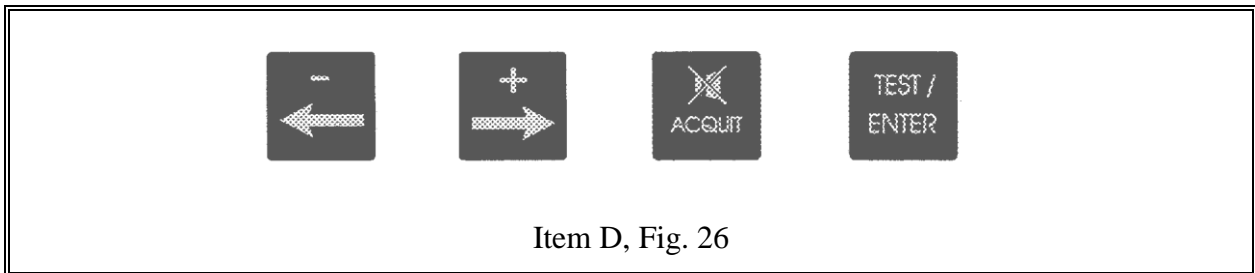 - + TEST /
ACQUIT ENTER
Item D, Fig. 26